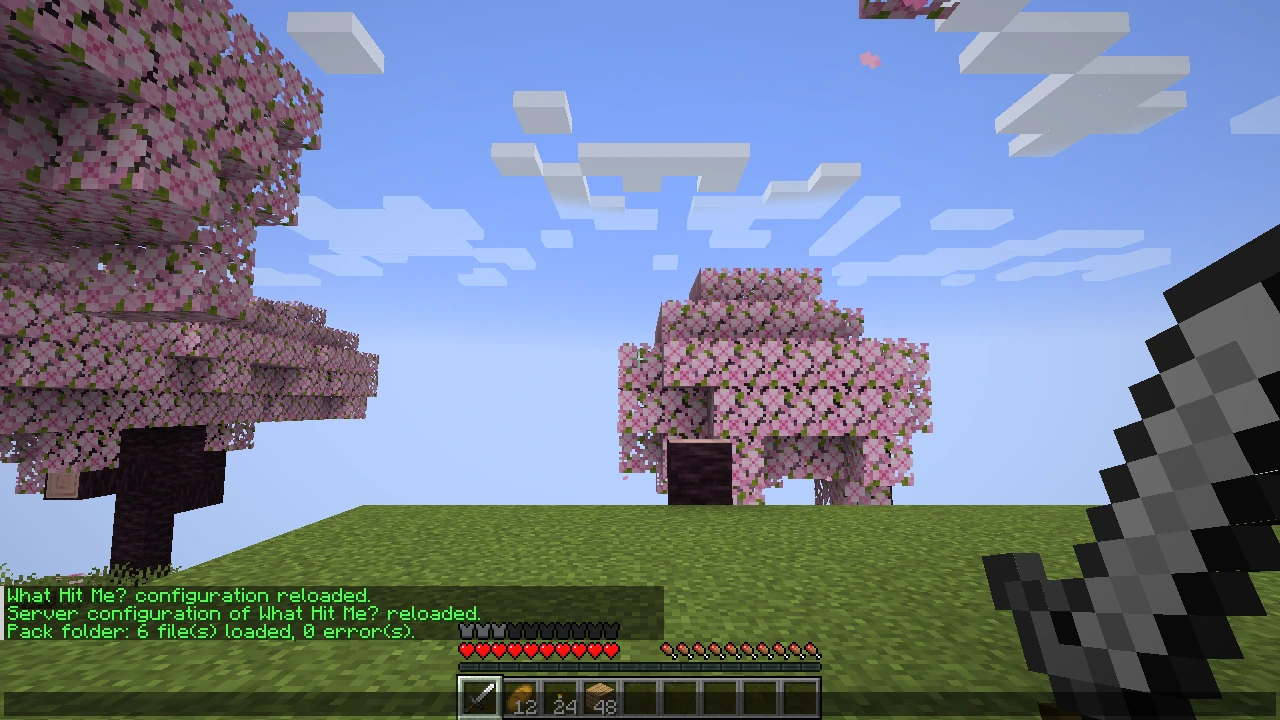 What Hit Me? configuration reloaded.
Server configuration of What Hit Me? reloaded.
Pack folder: 6 file(s) loaded, 0 error(s).
12 24 48